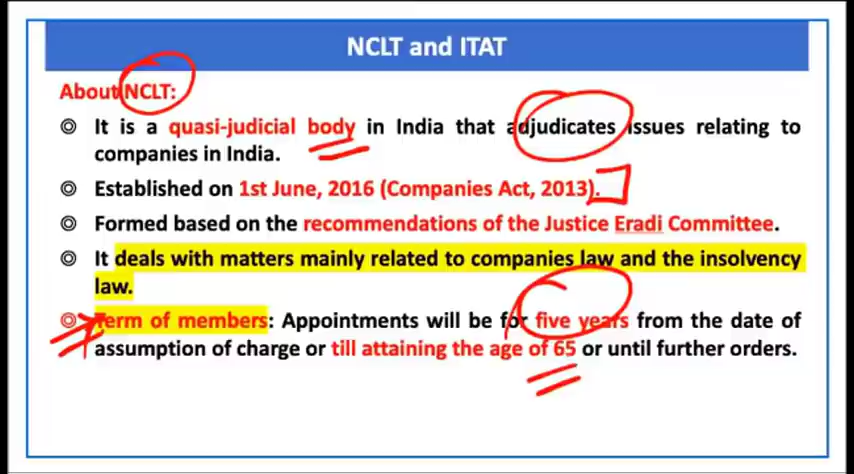 NCLT and ITAT
About NCLT:
◎ It is a quasi-judicial body in India that adjudicates issues relating to
companies in India.
◎ Established on 1st June, 2016 (Companies Act, 2013).
◎ Formed based on the recommendations of the Justice Eradi Committee.
◎ It deals with matters mainly related to companies law and the insolvency
law.
◎ Term of members: Appointments will be for five years from the date of
assumption of charge or till attaining the age of 65 or until further orders.